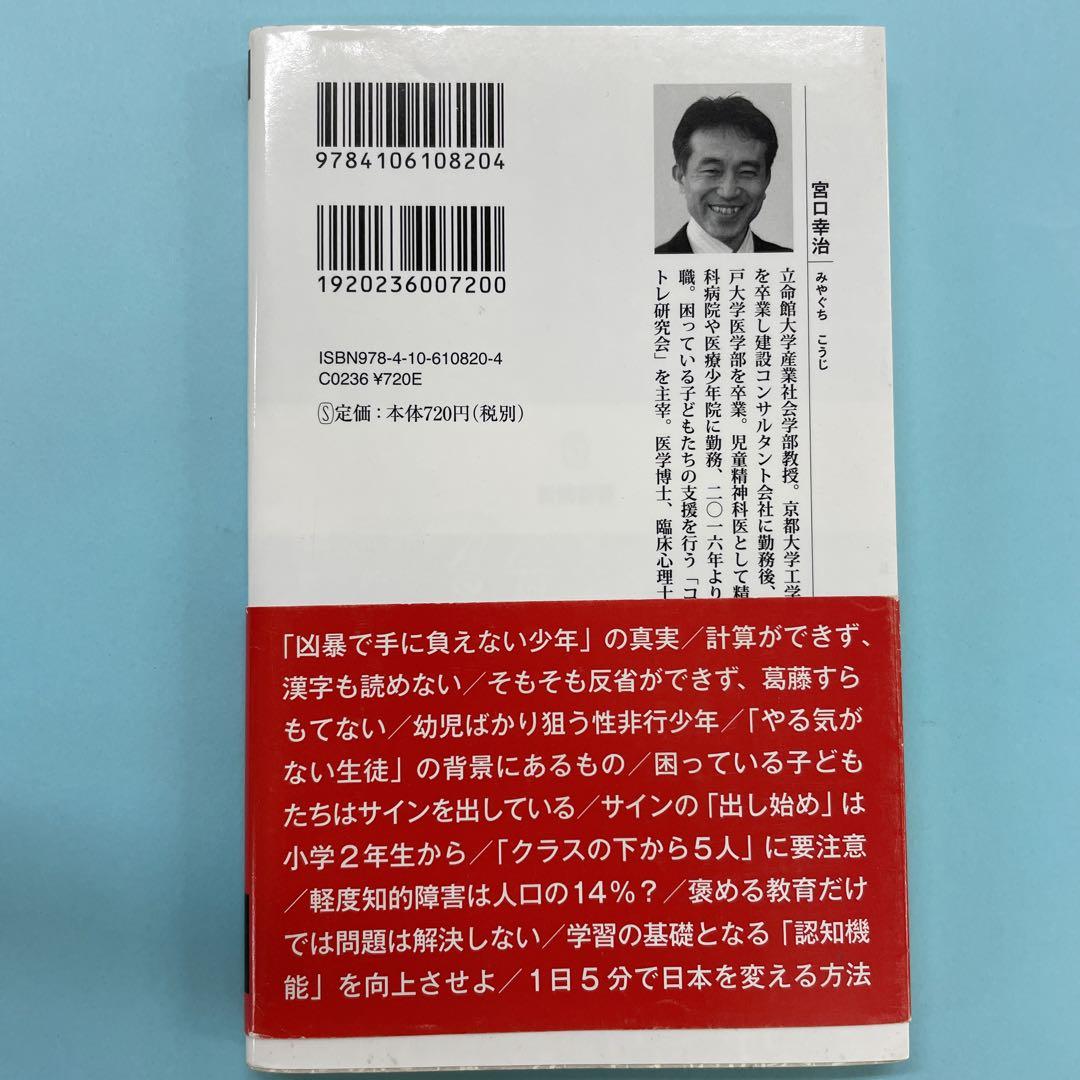 9784106108204
1920236007200
ISBN978-4-10-610820-4
C0236 ¥720E
Ⓢ定価：本体720円（税別）
宮口幸治
みやぐち こうじ
立命館大学産業社会学部教授。京都大学工学
を卒業し建設コンサルタント会社に勤務後、
戸大学医学部を卒業。児童精神科医として精
科病院や医療少年院に勤務、二〇一六年より
職。困っている子どもたちの支援を行う「コ
トレ研究会」を主宰。医学博士、臨床心理士
「凶暴で手に負えない少年」の真実／計算ができず、
漢字も読めない／そもそも反省ができず、葛藤すら
もてない／幼児ばかり狙う性非行少年／「やる気が
ない生徒」の背景にあるもの／困っている子ども
たちはサインを出している／サインの「出し始め」は
小学2年生から／「クラスの下から5人」に要注意
／軽度知的障害は人口の14％？／褒める教育だけ
では問題は解決しない／学習の基礎となる「認知機
能」を向上させよ／1日5分で日本を変える方法